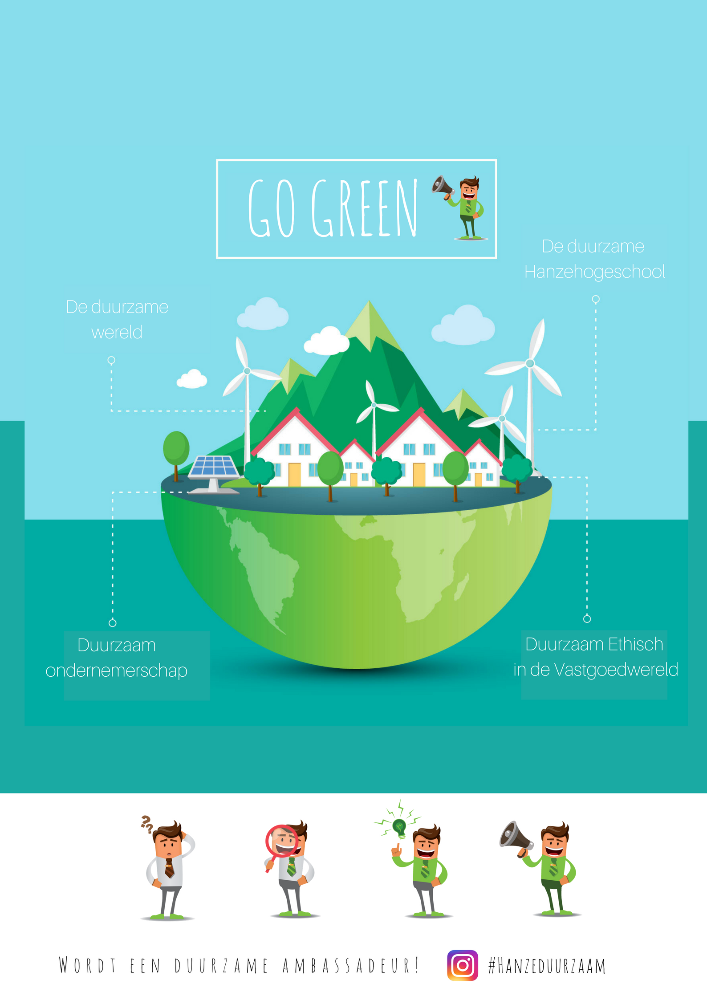 GO GREEN
De duurzame
Hanzehogeschool
De duurzame
wereld
Duurzaam
ondernemerschap
Duurzaam Ethisch
in de Vastgoedwereld
??
WORDT EEN DUURZAME AMBASSADEUR!
#HANZEDUURZAAM